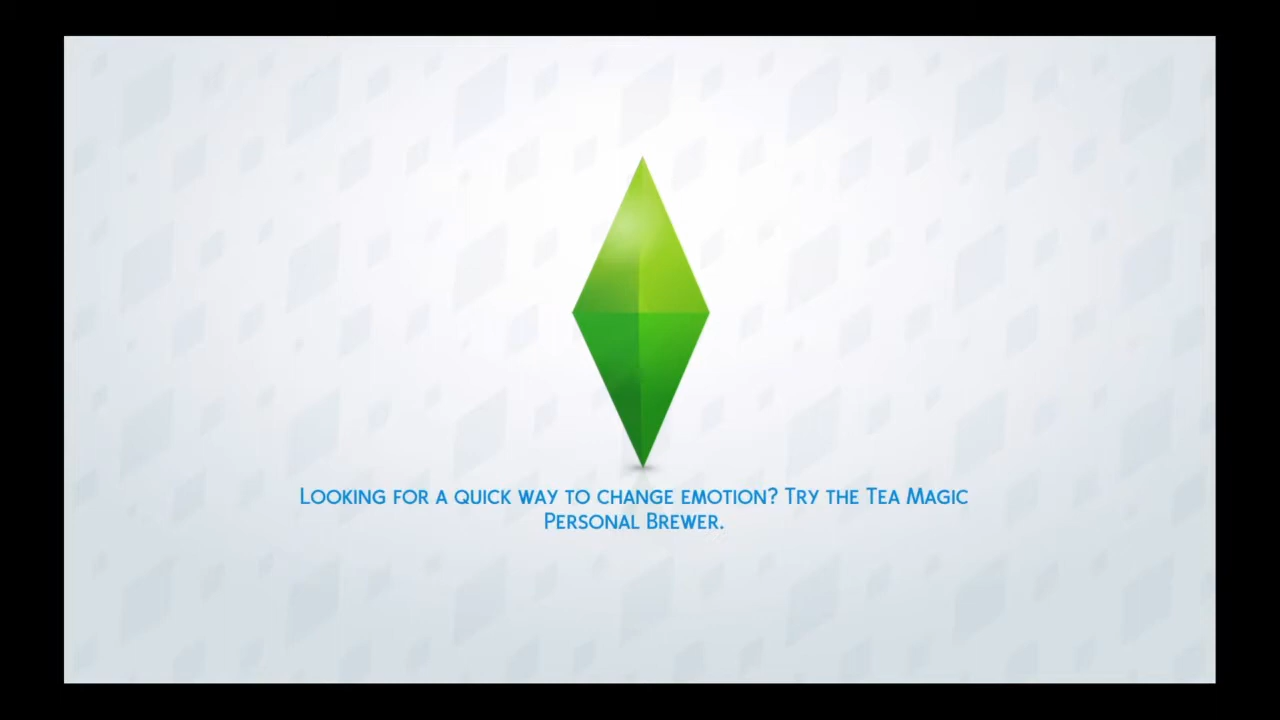 Looking for a quick way to change emotion? Try the Tea Magic
Personal Brewer.